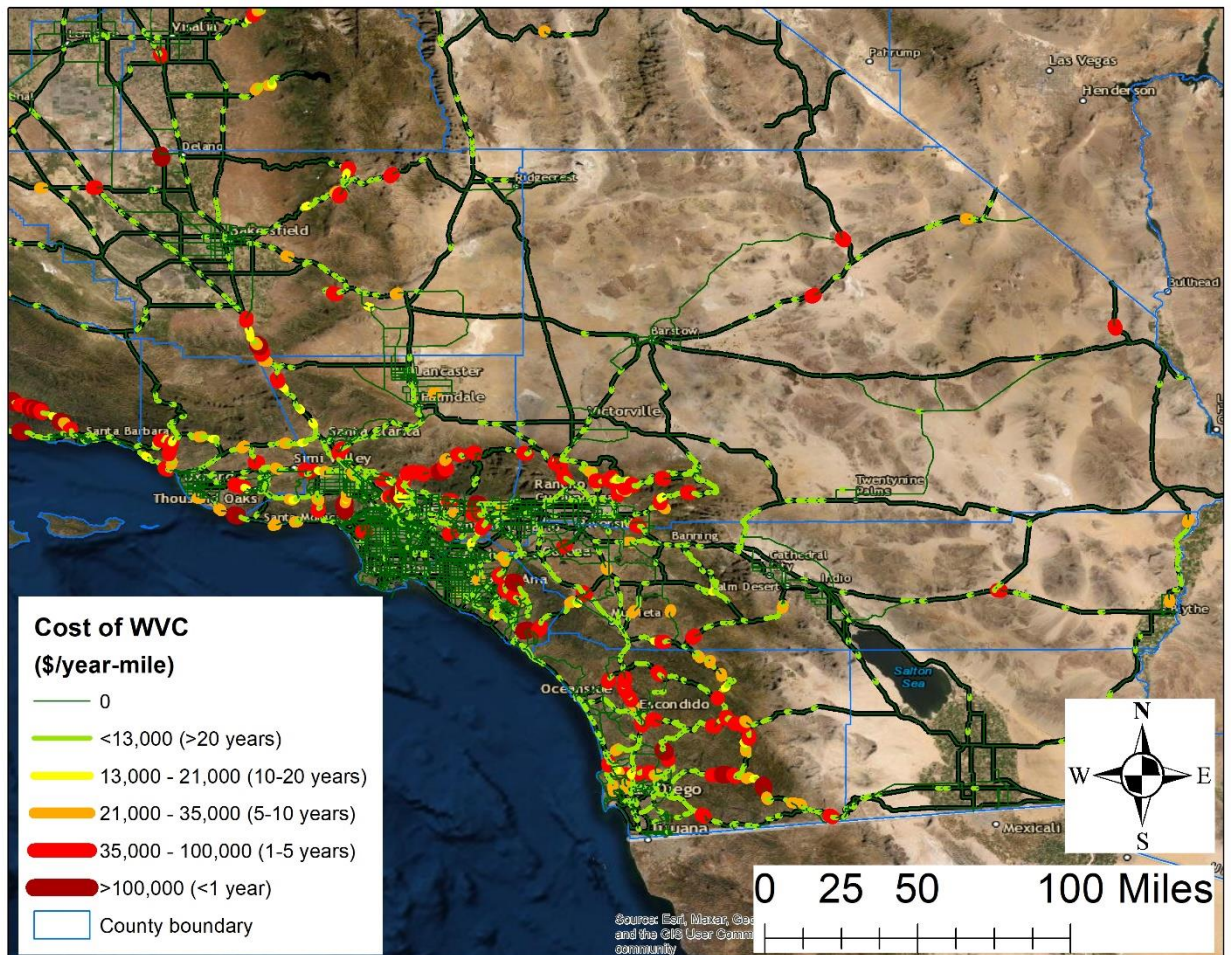 Visalia
Pahrump
Las Vegas
Henderson
Delano
Ridgecrest
Bakersfield
Bullhead
Barstow
Lancaster
Palmdale
Victorville
Santa Barbara
Santa Clarita
Simi Valley
Thousand Oaks
Rancho
Twentynine
Palms
Banning
Cathedral
City
Indio
Palm Desert
Ana
Murrieta
Blythe
Salton
Sea
Oceanside
Escondido
Diego
Tijuana
Mexicali
Cost of WVC
($/year-mile)
0
<13,000 (>20 years)
13,000 - 21,000 (10-20 years)
21,000 - 35,000 (5-10 years)
35,000 - 100,000 (1-5 years)
>100,000 (<1 year)
County boundary
N
W E
S
0 25 50 100 Miles
Source: Esri, Maxar,
and the GIS User
community